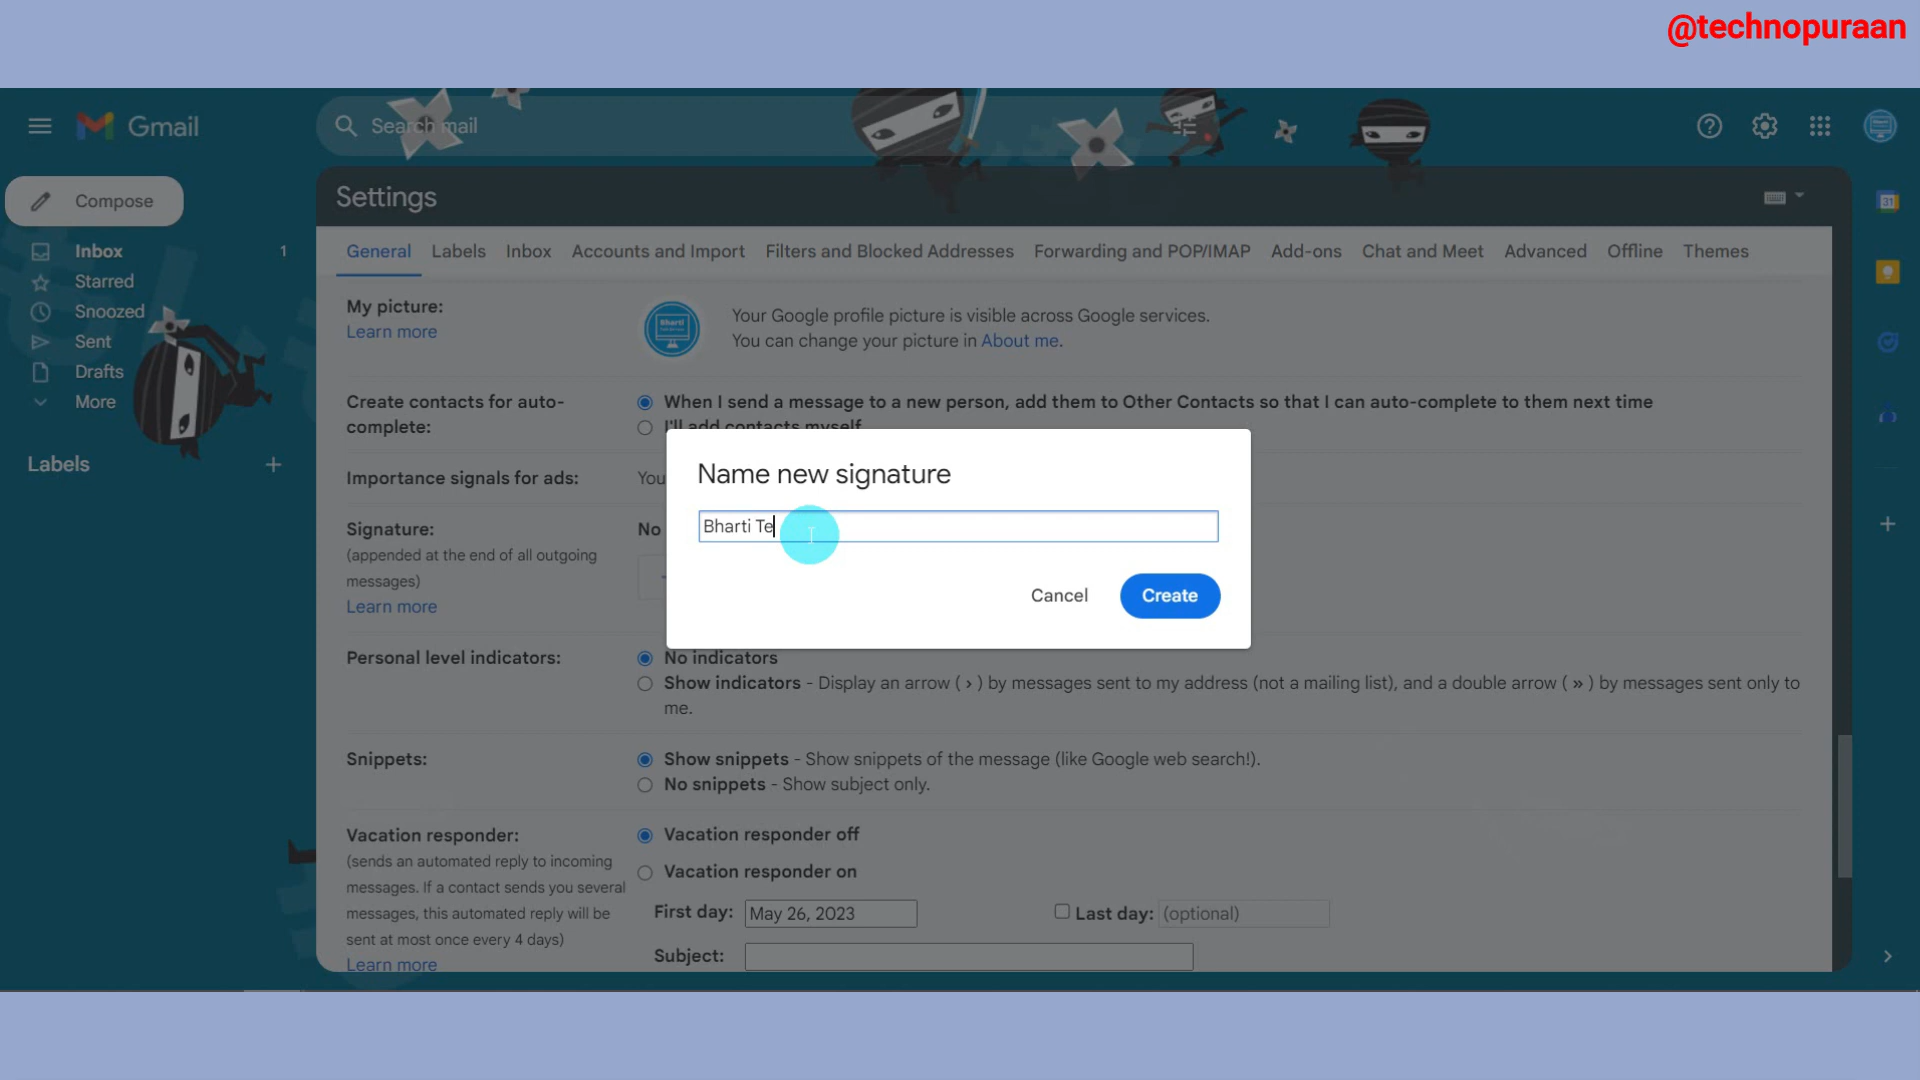 @technopuraan
Gmail
Search mail
Compose
Inbox 1
Starred
Snoozed
Sent
Drafts
More
Labels
Settings
General Labels Inbox Accounts and Import Filters and Blocked Addresses Forwarding and POP/IMAP Add-ons Chat and Meet Advanced Offline Themes
My picture:
Learn more
Bharti
Your Google profile picture is visible across Google services.
You can change your picture in About me.
Create contacts for auto-
complete:
When I send a message to a new person, add them to Other Contacts so that I can auto-complete to them next time
I'll add contacts myself
Importance signals for ads:
You
Signature:
(appended at the end of all outgoing
messages)
Learn more
No
Name new signature
Bharti Te
Cancel Create
Personal level indicators:
No indicators
Show indicators - Display an arrow ( › ) by messages sent to my address (not a mailing list), and a double arrow ( » ) by messages sent only to
me.
Snippets:
Show snippets - Show snippets of the message (like Google web search!).
No snippets - Show subject only.
Vacation responder:
(sends an automated reply to incoming
messages. If a contact sends you several
messages, this automated reply will be
sent at most once every 4 days)
Learn more
Vacation responder off
Vacation responder on
First day: May 26, 2023 Last day: (optional)
Subject:
31